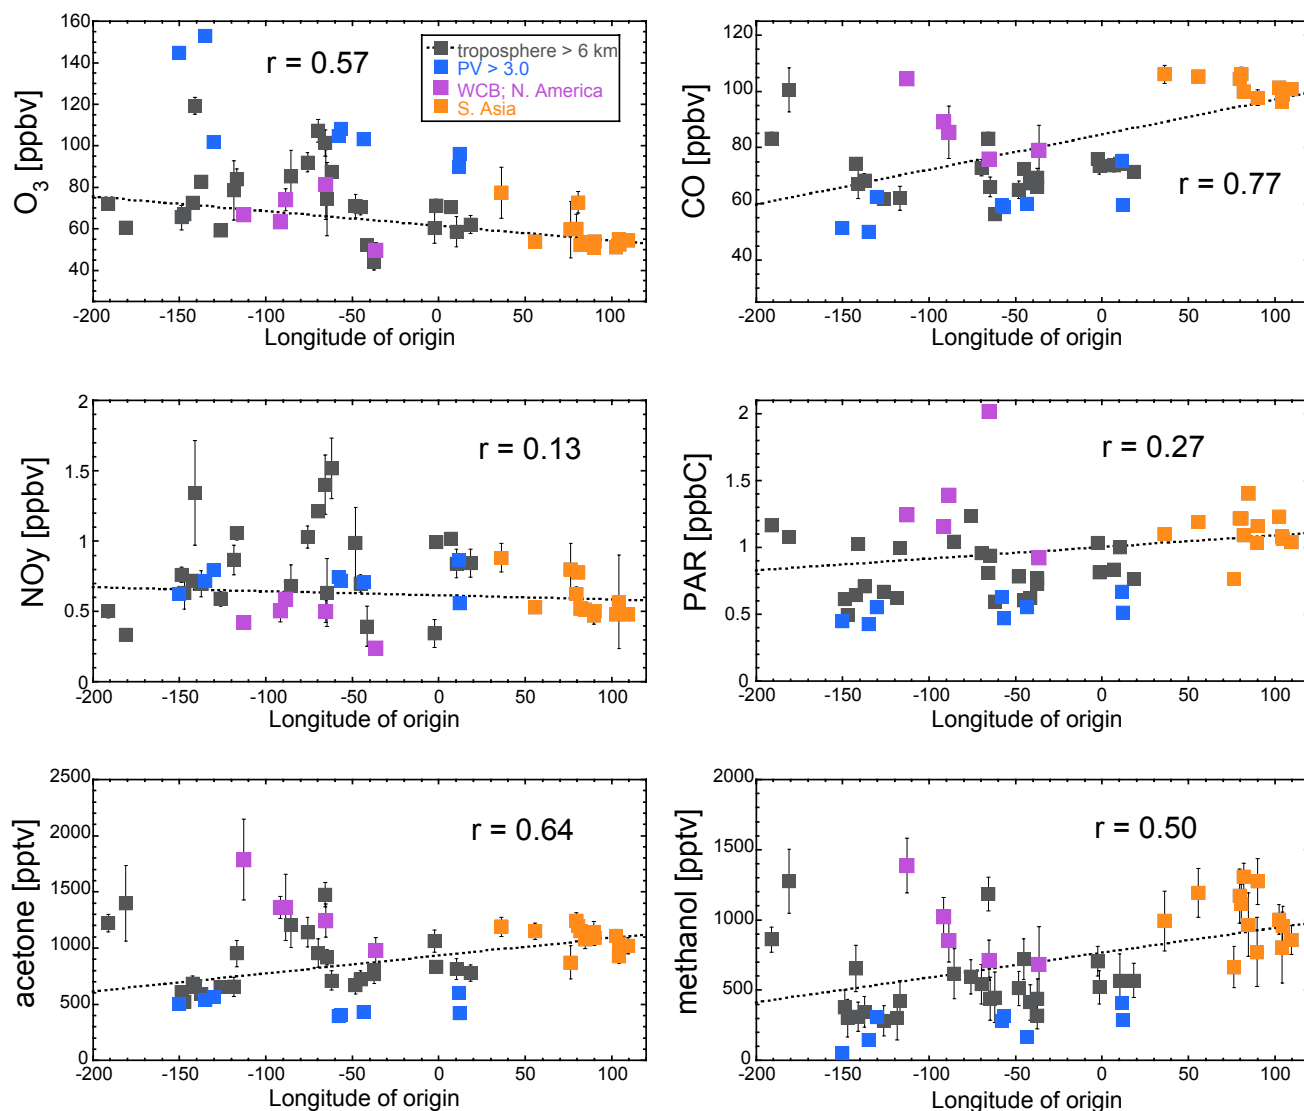 160
140
120
100
80
60
40
O3 [ppbv]
r = 0.57
troposphere > 6 km
PV > 3.0
WCB; N. America
S. Asia
-200 -150 -100 -50 0 50 100
Longitude of origin
120
100
80
60
40
CO [ppbv]
r = 0.77
-200 -150 -100 -50 0 50 100
Longitude of origin
2
1.5
1
0.5
0
NOy [ppbv]
r = 0.13
-200 -150 -100 -50 0 50 100
Longitude of origin
2
1.5
1
0.5
0
PAR [ppbC]
r = 0.27
-200 -150 -100 -50 0 50 100
Longitude of origin
2500
2000
1500
1000
500
0
acetone [pptv]
r = 0.64
-200 -150 -100 -50 0 50 100
Longitude of origin
2000
1500
1000
500
0
methanol [pptv]
r = 0.50
-200 -150 -100 -50 0 50 100
Longitude of origin